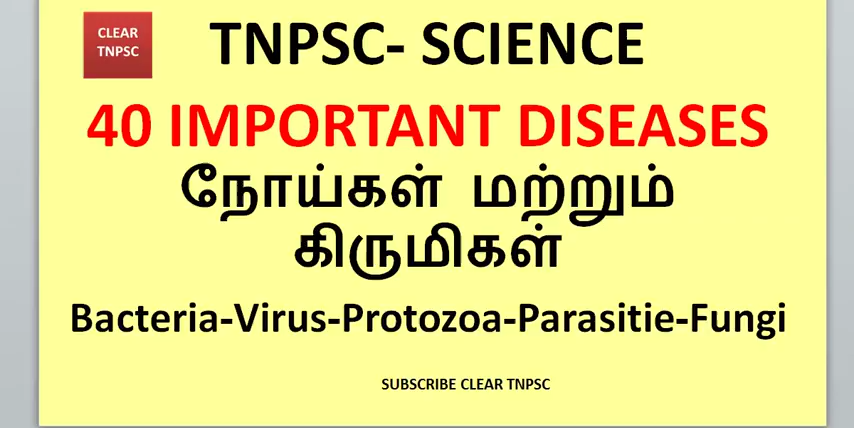 CLEAR
TNPSC
TNPSC- SCIENCE
40 IMPORTANT DISEASES
நோய்கள் மற்றும்
கிருமிகள்
Bacteria-Virus-Protozoa-Parasitie-Fungi
SUBSCRIBE CLEAR TNPSC